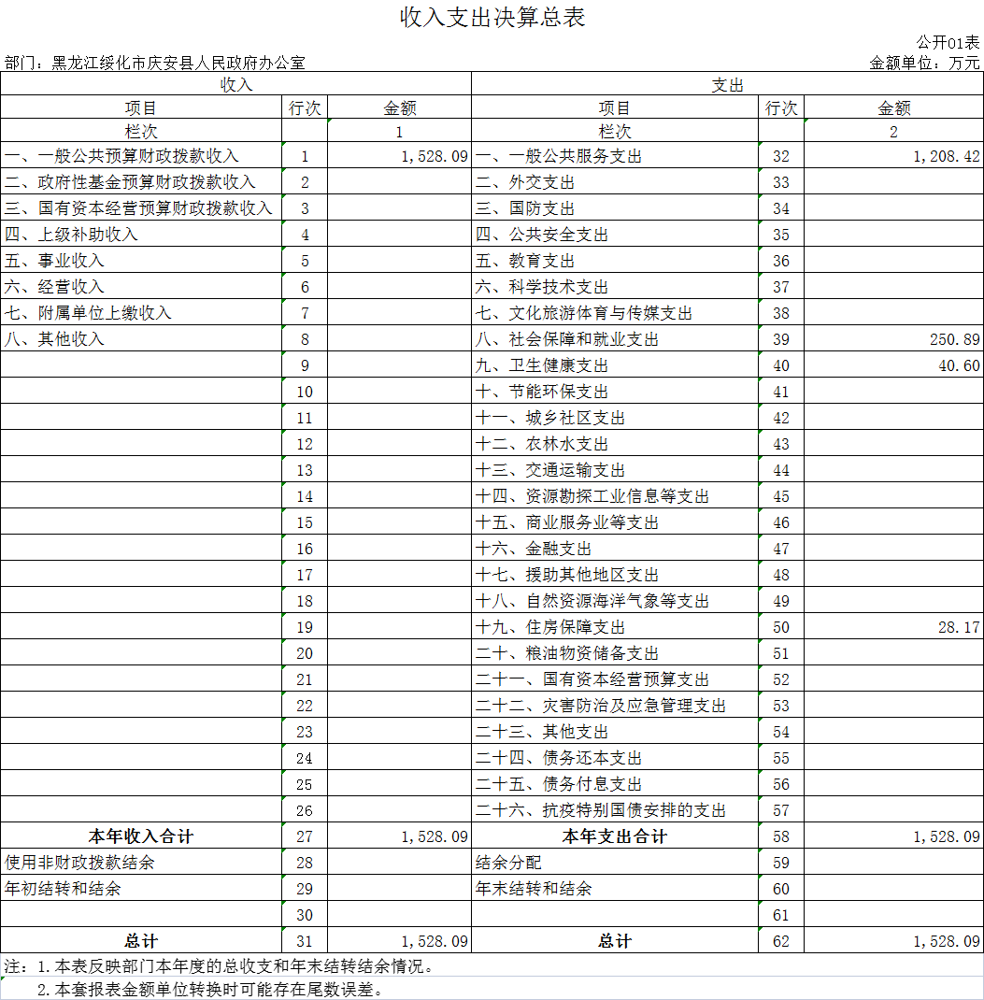 收入支出决算总表
公开01表
部门：黑龙江绥化市庆安县人民政府办公室 金额单位：万元
收入 支出
项目 行次 金额 项目 行次 金额
栏次 1 栏次 2
一、一般公共预算财政拨款收入 1 1,528.09 一、一般公共服务支出 32 1,208.42
二、政府性基金预算财政拨款收入 2 二、外交支出 33
三、国有资本经营预算财政拨款收入 3 三、国防支出 34
四、上级补助收入 4 四、公共安全支出 35
五、事业收入 5 五、教育支出 36
六、经营收入 6 六、科学技术支出 37
七、附属单位上缴收入 7 七、文化旅游体育与传媒支出 38
八、其他收入 8 八、社会保障和就业支出 39 250.89
9 九、卫生健康支出 40 40.60
10 十、节能环保支出 41
11 十一、城乡社区支出 42
12 十二、农林水支出 43
13 十三、交通运输支出 44
14 十四、资源勘探工业信息等支出 45
15 十五、商业服务业等支出 46
16 十六、金融支出 47
17 十七、援助其他地区支出 48
18 十八、自然资源海洋气象等支出 49
19 十九、住房保障支出 50 28.17
20 二十、粮油物资储备支出 51
21 二十一、国有资本经营预算支出 52
22 二十二、灾害防治及应急管理支出 53
23 二十三、其他支出 54
24 二十四、债务还本支出 55
25 二十五、债务付息支出 56
26 二十六、抗疫特别国债安排的支出 57
本年收入合计 27 1,528.09 本年支出合计 58 1,528.09
使用非财政拨款结余 28 结余分配 59
年初结转和结余 29 年末结转和结余 60
30 61
总计 31 1,528.09 总计 62 1,528.09
注：1.本表反映部门本年度的总收支和年末结转结余情况。
2.本套报表金额单位转换时可能存在尾数误差。